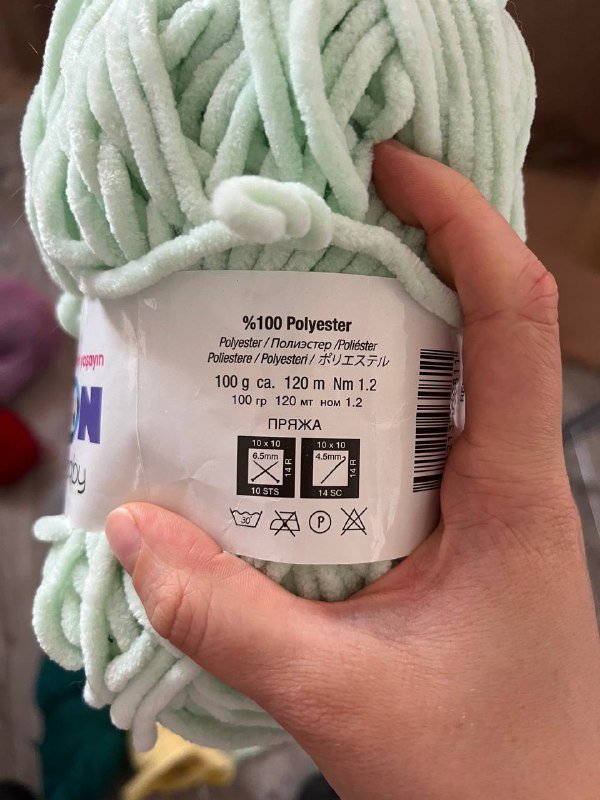 %100 Polyester
Polyester / Полиэстер /Poliéster
Poliestere / Polyesteri / ポリエステル
100 g ca. 120 m Nm 1.2
100 гр 120 мт ном 1.2
ПРЯЖА
10 x 10
6.5mm
14 R
10 STS
10 x 10
4.5mm
14 R
14 SC
30°
P
yaşayın
ON